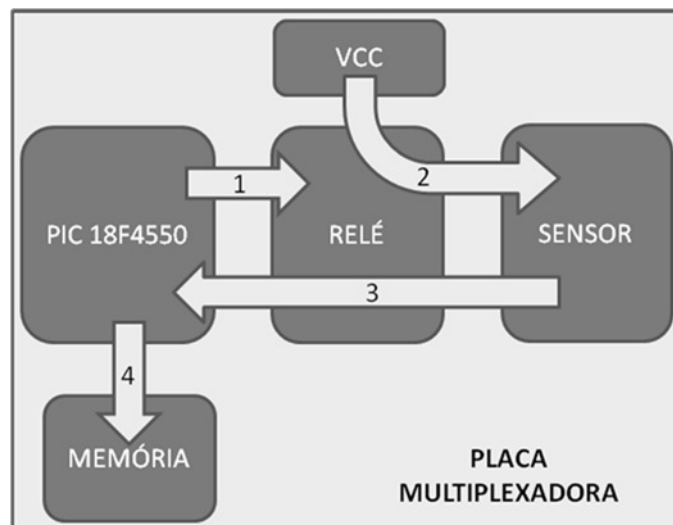 VCC
1
2
PIC 18F4550
RELÉ
SENSOR
3
4
MEMÓRIA
PLACA
MULTIPLEXADORA